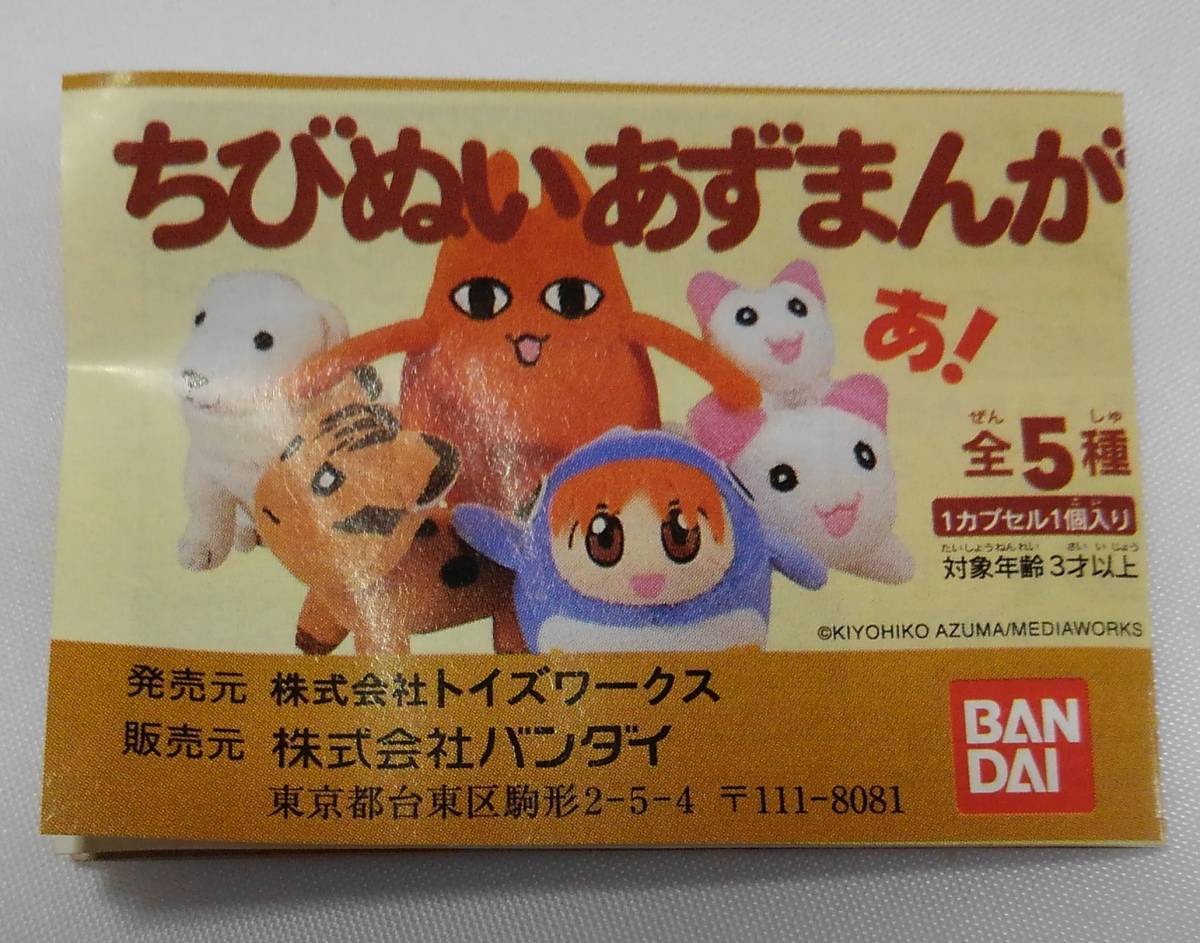 ちびぬいあずまんが
あ!
ぜん しゅ
全5種
こ い
1カプセル1個入り
たいしょうねんれい さい いじょう
対象年齢3才以上
©KIYOHIKO AZUMA/MEDIAWORKS
発売元 株式会社トイズワークス
販売元 株式会社バンダイ
東京都台東区駒形2-5-4 〒111-8081
BAN
DAI